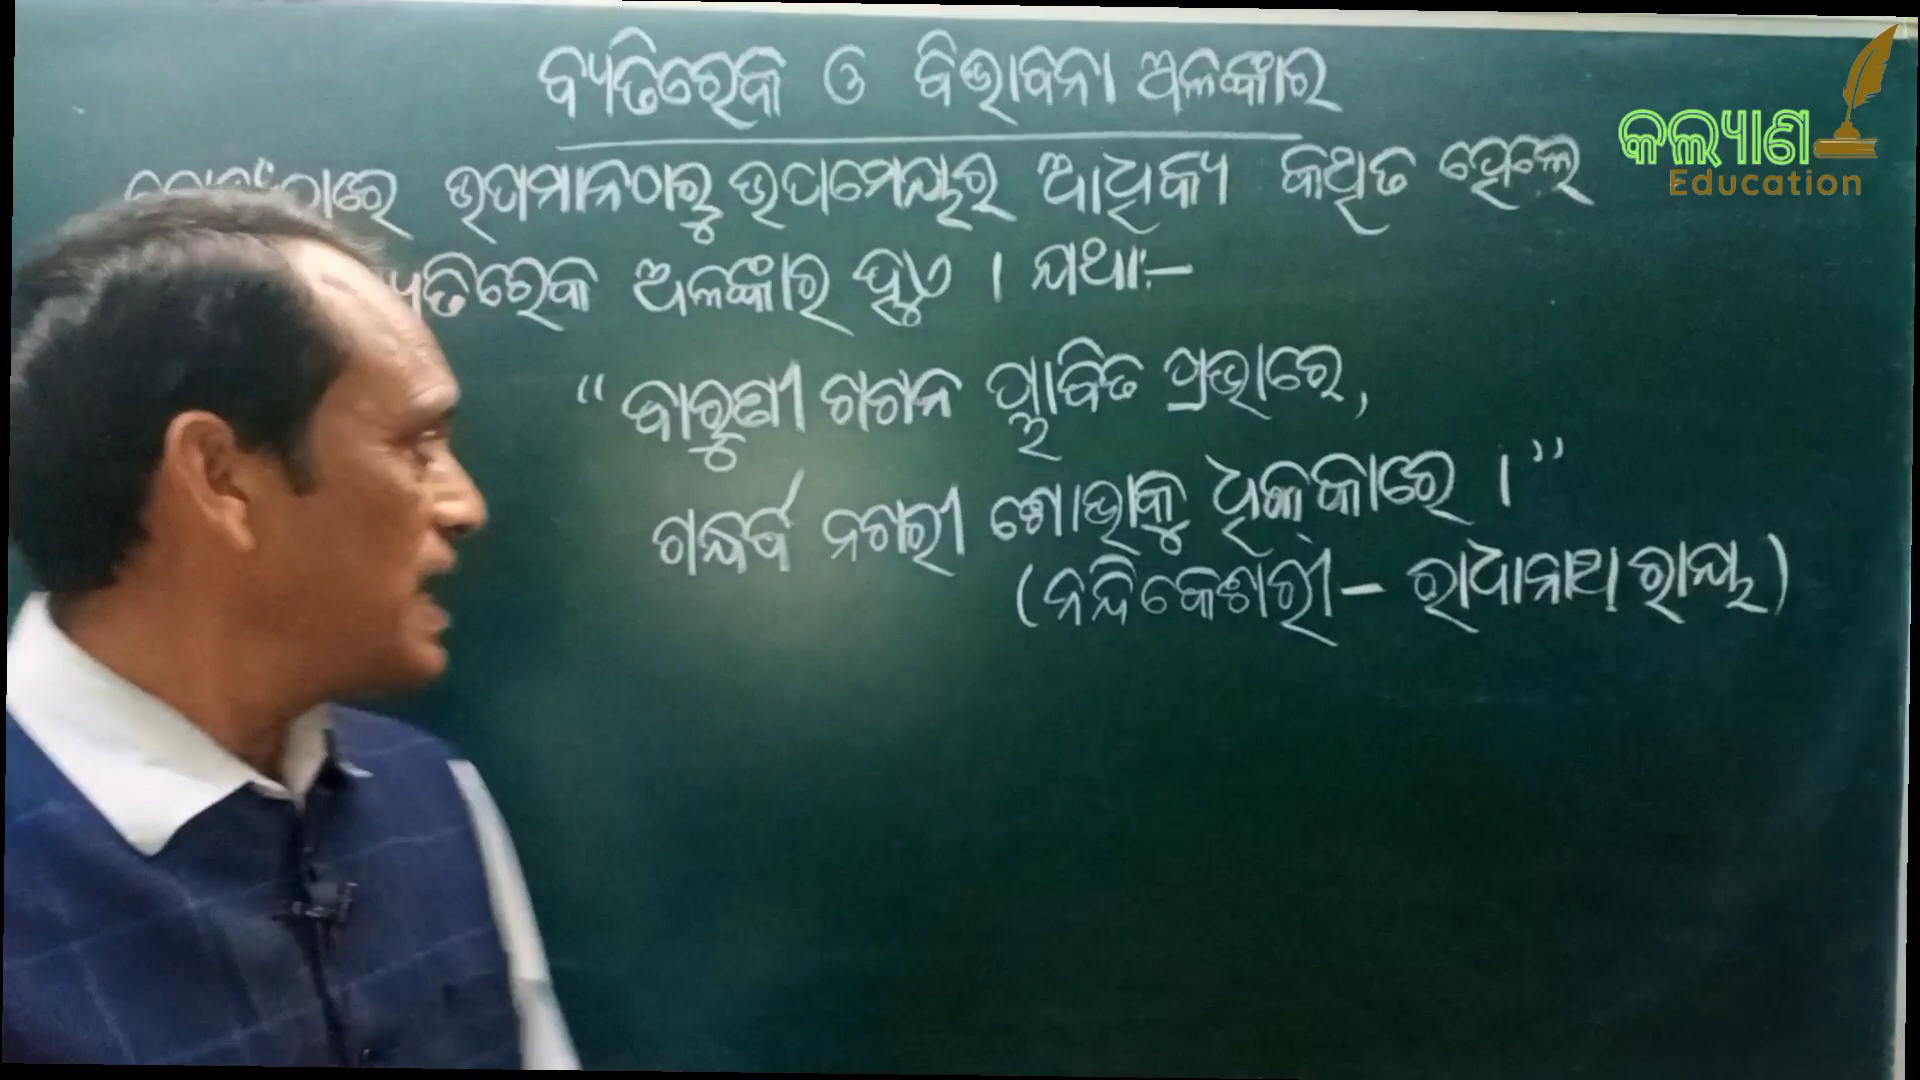 ବ୍ୟତିରେକ ଓ ବିଭାବନା ଅଳଙ୍କାର
ଉପମାନଠାରୁ ଉପମେୟର ଆଧିକ୍ୟ କଥିତ ହେଲେ
ବ୍ୟତିରେକ ଅଳଙ୍କାର ହୁଏ । ଯଥା:-
“ ବାରୁଣୀ ଗଗନ ପ୍ଲାବିତ ପ୍ରଭାରେ,
ଗନ୍ଧର୍ବ ନଗରୀ ଶୋଭାକୁ ଧିକ୍କାରେ ।”
(ନନ୍ଦିକେଶରୀ - ରାଧାନାଥ ରାୟ)
କଲ୍ୟାଣ
Education